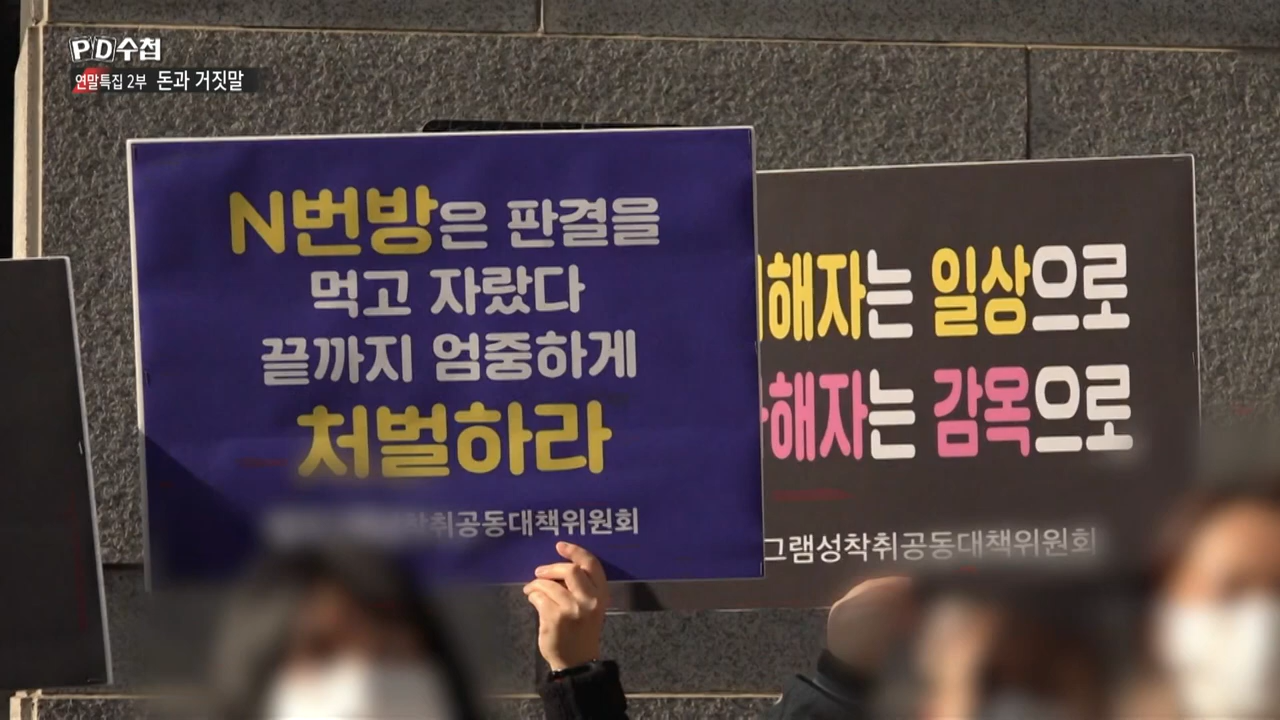 PD수첩
연말특집 2부 돈과 거짓말
N번방은 판결을
먹고 자랐다
끝까지 엄중하게
처벌하라
착취공동대책위원회
해자는 일상으로
해자는 감옥으로
그램성착취공동대책위원회